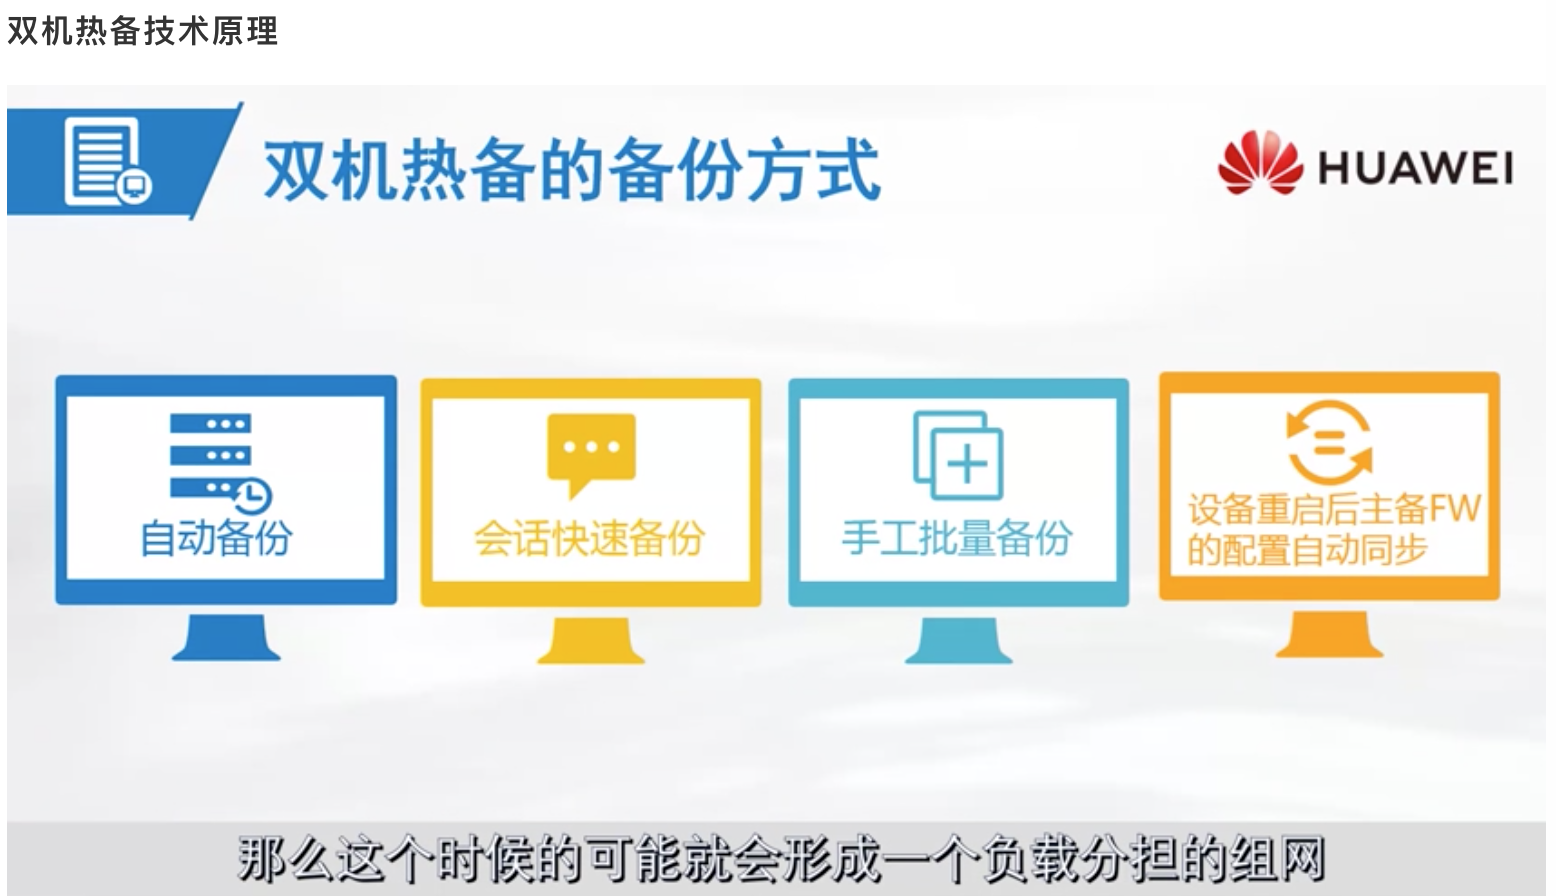 双机热备技术原理
双机热备的备份方式
HUAWEI
自动备份
会话快速备份
手工批量备份
设备重启后主备FW
的配置自动同步
那么这个时候的可能就会形成一个负载分担的组网